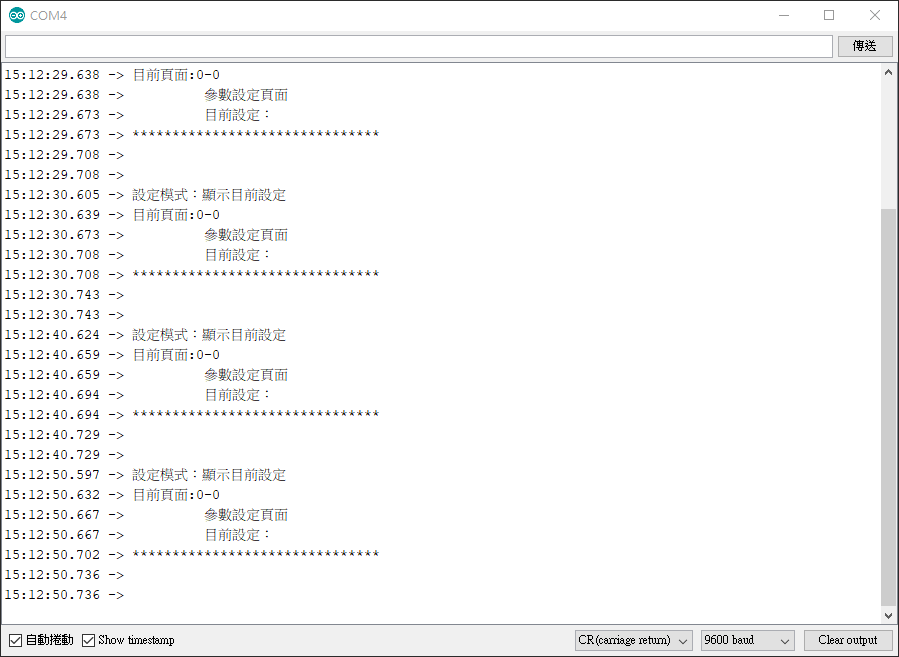 COM4
傳送
15:12:29.638 -> 目前頁面:0-0
15:12:29.638 ->          參數設定頁面
15:12:29.673 ->          目前設定：
15:12:29.673 -> *******************************
15:12:29.708 ->
15:12:29.708 ->
15:12:30.605 -> 設定模式：顯示目前設定
15:12:30.639 -> 目前頁面:0-0
15:12:30.673 ->          參數設定頁面
15:12:30.708 ->          目前設定：
15:12:30.708 -> *******************************
15:12:30.743 ->
15:12:30.743 ->
15:12:40.624 -> 設定模式：顯示目前設定
15:12:40.659 -> 目前頁面:0-0
15:12:40.659 ->          參數設定頁面
15:12:40.694 ->          目前設定：
15:12:40.694 -> *******************************
15:12:40.729 ->
15:12:40.729 ->
15:12:50.597 -> 設定模式：顯示目前設定
15:12:50.632 -> 目前頁面:0-0
15:12:50.667 ->          參數設定頁面
15:12:50.667 ->          目前設定：
15:12:50.702 -> *******************************
15:12:50.736 ->
15:12:50.736 ->
自動捲動 Show timestamp CR(carriage return) 9600 baud Clear output